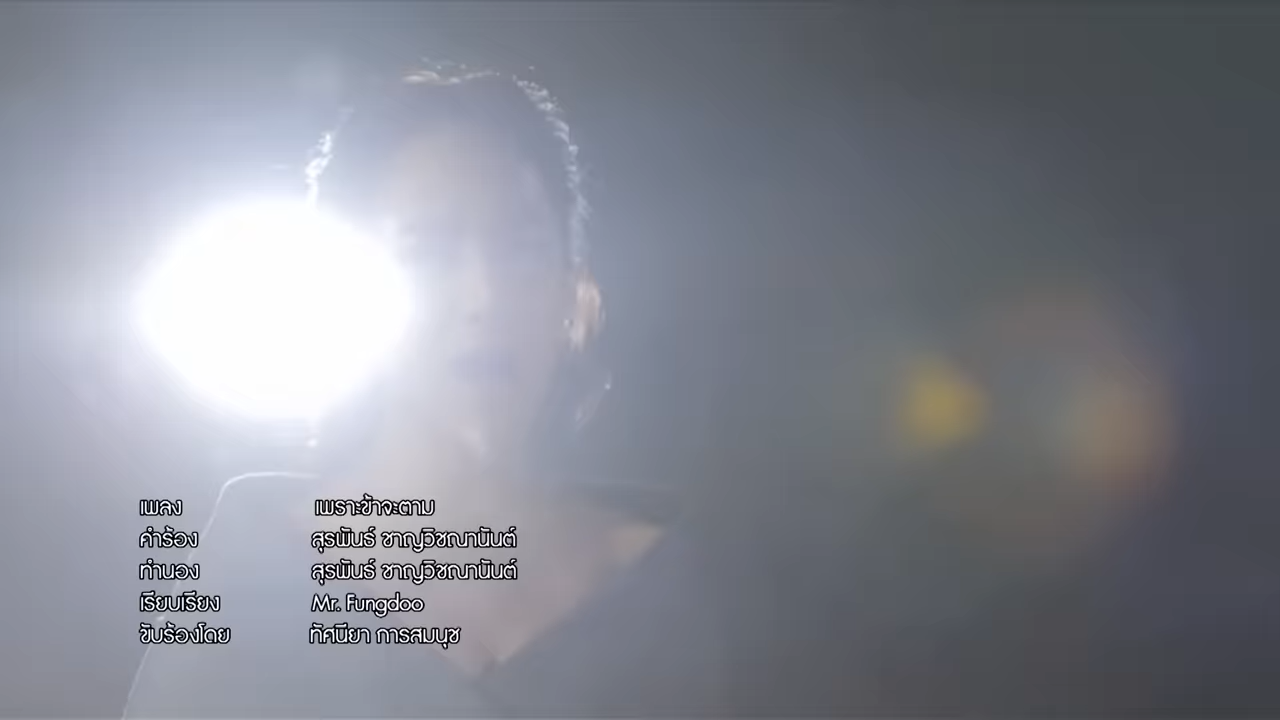 เพลง เพราะข้าจะตาม
คำร้อง สุรพันธ์ ชาญวิชณานันต์
ทำนอง สุรพันธ์ ชาญวิชณานันต์
เรียบเรียง Mr. Fungdoo
ขับร้องโดย ทัศนียา การสมนุช